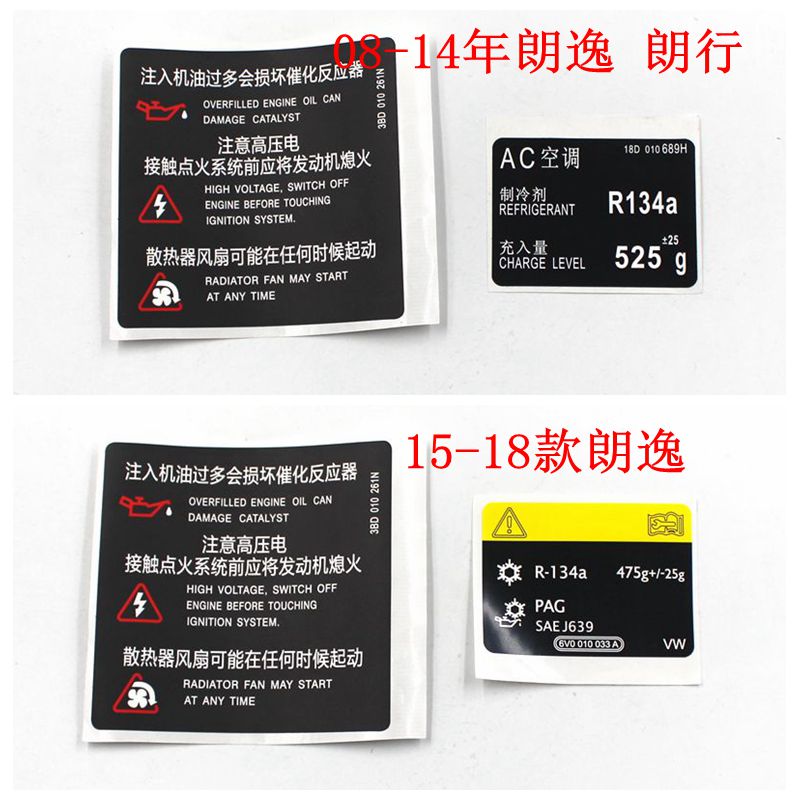 08-14年朗逸 朗行
注入机油过多会损坏催化反应器
OVERFILLED ENGINE OIL CAN
DAMAGE CATALYST
注意高压电
接触点火系统前应将发动机熄火
HIGH VOLTAGE, SWITCH OFF
ENGINE BEFORE TOUCHING
IGNITION SYSTEM.
散热器风扇可能在任何时候起动
RADIATOR FAN MAY START
AT ANY TIME
3BD 010 261N
18D 010 689H
AC 空调
制冷剂
REFRIGERANT R134a
充入量
CHARGE LEVEL 525 ±25 g
15-18款朗逸
注入机油过多会损坏催化反应器
OVERFILLED ENGINE OIL CAN
DAMAGE CATALYST
注意高压电
接触点火系统前应将发动机熄火
HIGH VOLTAGE, SWITCH OFF
ENGINE BEFORE TOUCHING
IGNITION SYSTEM.
散热器风扇可能在任何时候起动
RADIATOR FAN MAY START
AT ANY TIME
3BD 010 261N
R-134a 475g+/-25g
PAG
SAE J639
6V0 010 033 A
VW